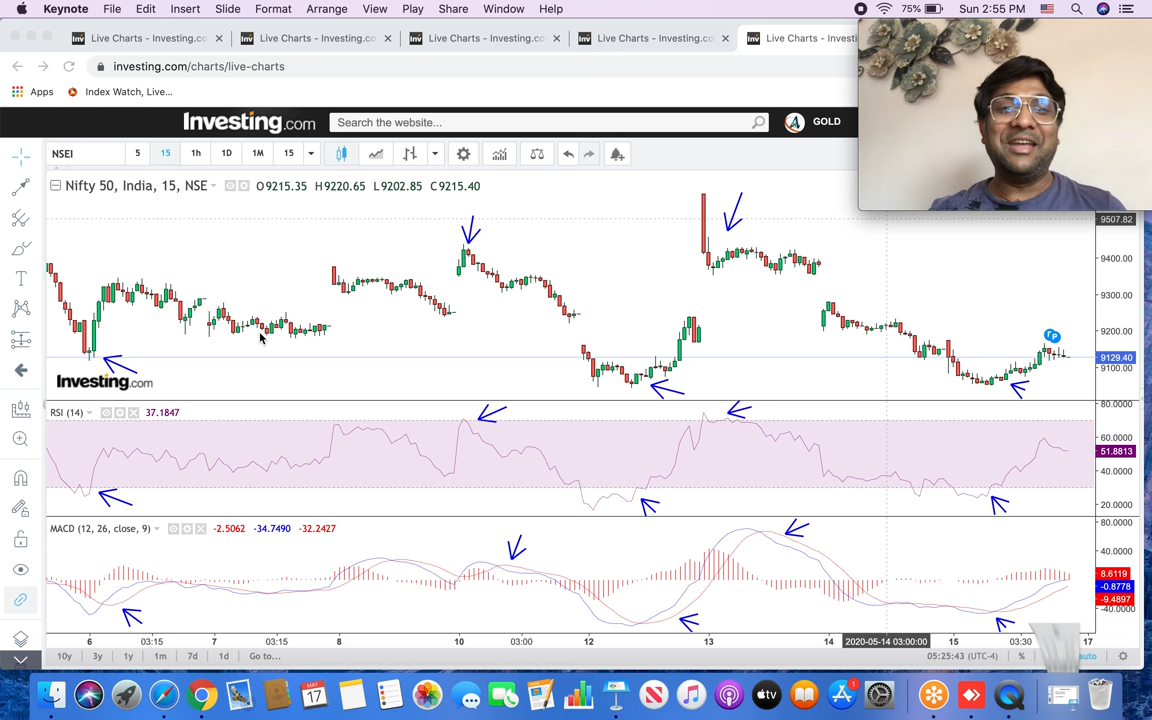 Keynote File Edit Insert Slide Format Arrange View Play Share Window Help 75% Sun 2:55 PM
Live Charts - Investing.co Live Charts - Investing.co Live Charts - Investing.co Live Charts - Investing.co Live Charts - Investi
investing.com/charts/live-charts
Apps Index Watch, Live...
Investing.com Search the website... GOLD
NSEI 5 15 1h 1D 1M 15
Nifty 50, India, 15, NSE O9215.35 H9220.65 L9202.85 C9215.40
9507.82
9400.00
9300.00
9200.00
9129.40
9100.00
Investing.com
RSI (14) 37.1847
80.0000
60.0000
51.8813
40.0000
20.0000
MACD (12, 26, close, 9) -2.5062 -34.7490 -32.2427
80.0000
40.0000
8.6119
-0.8778
-9.4897
-40.0000
6 03:15 7 03:15 8 10 03:00 12 13 14 2020-05-14 03:00:00 15 03:30 17
10y 3y 1y 1m 7d 1d Go to... 05:25:43 (UTC-4) % auto
MAY
17
tv
1